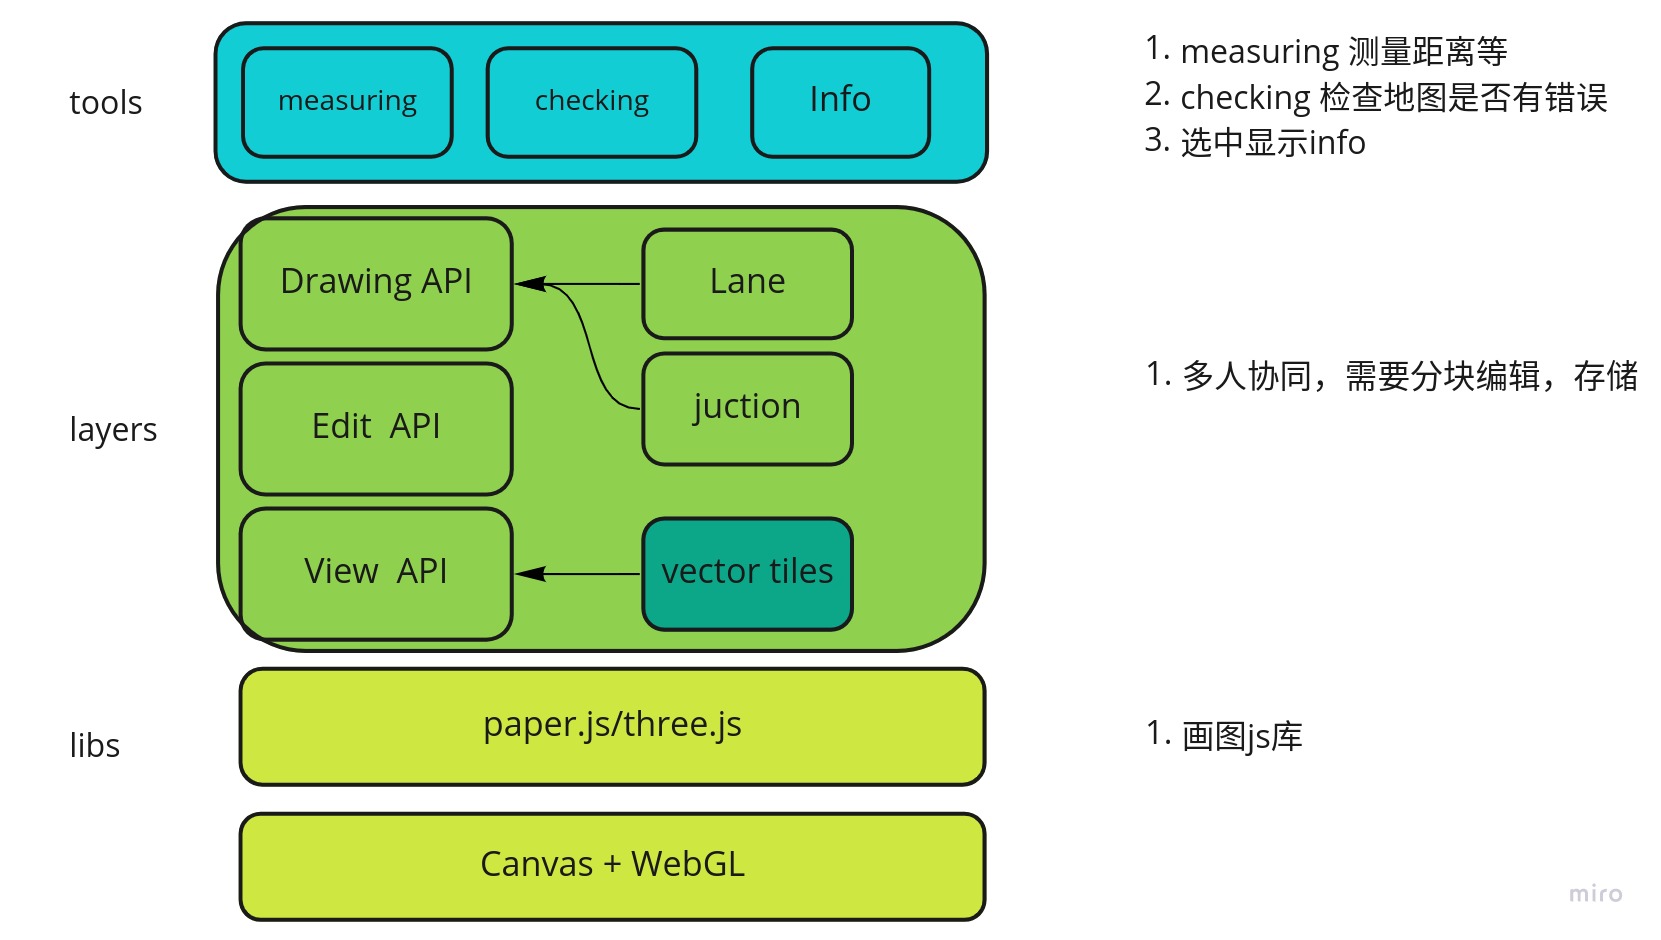 tools
measuring
checking
Info
1. measuring 测量距离等
2. checking 检查地图是否有错误
3. 选中显示info
layers
Drawing API
Lane
juction
Edit API
View API
vector tiles
1. 多人协同，需要分块编辑，存储
libs
paper.js/three.js
1. 画图js库
Canvas + WebGL
miro